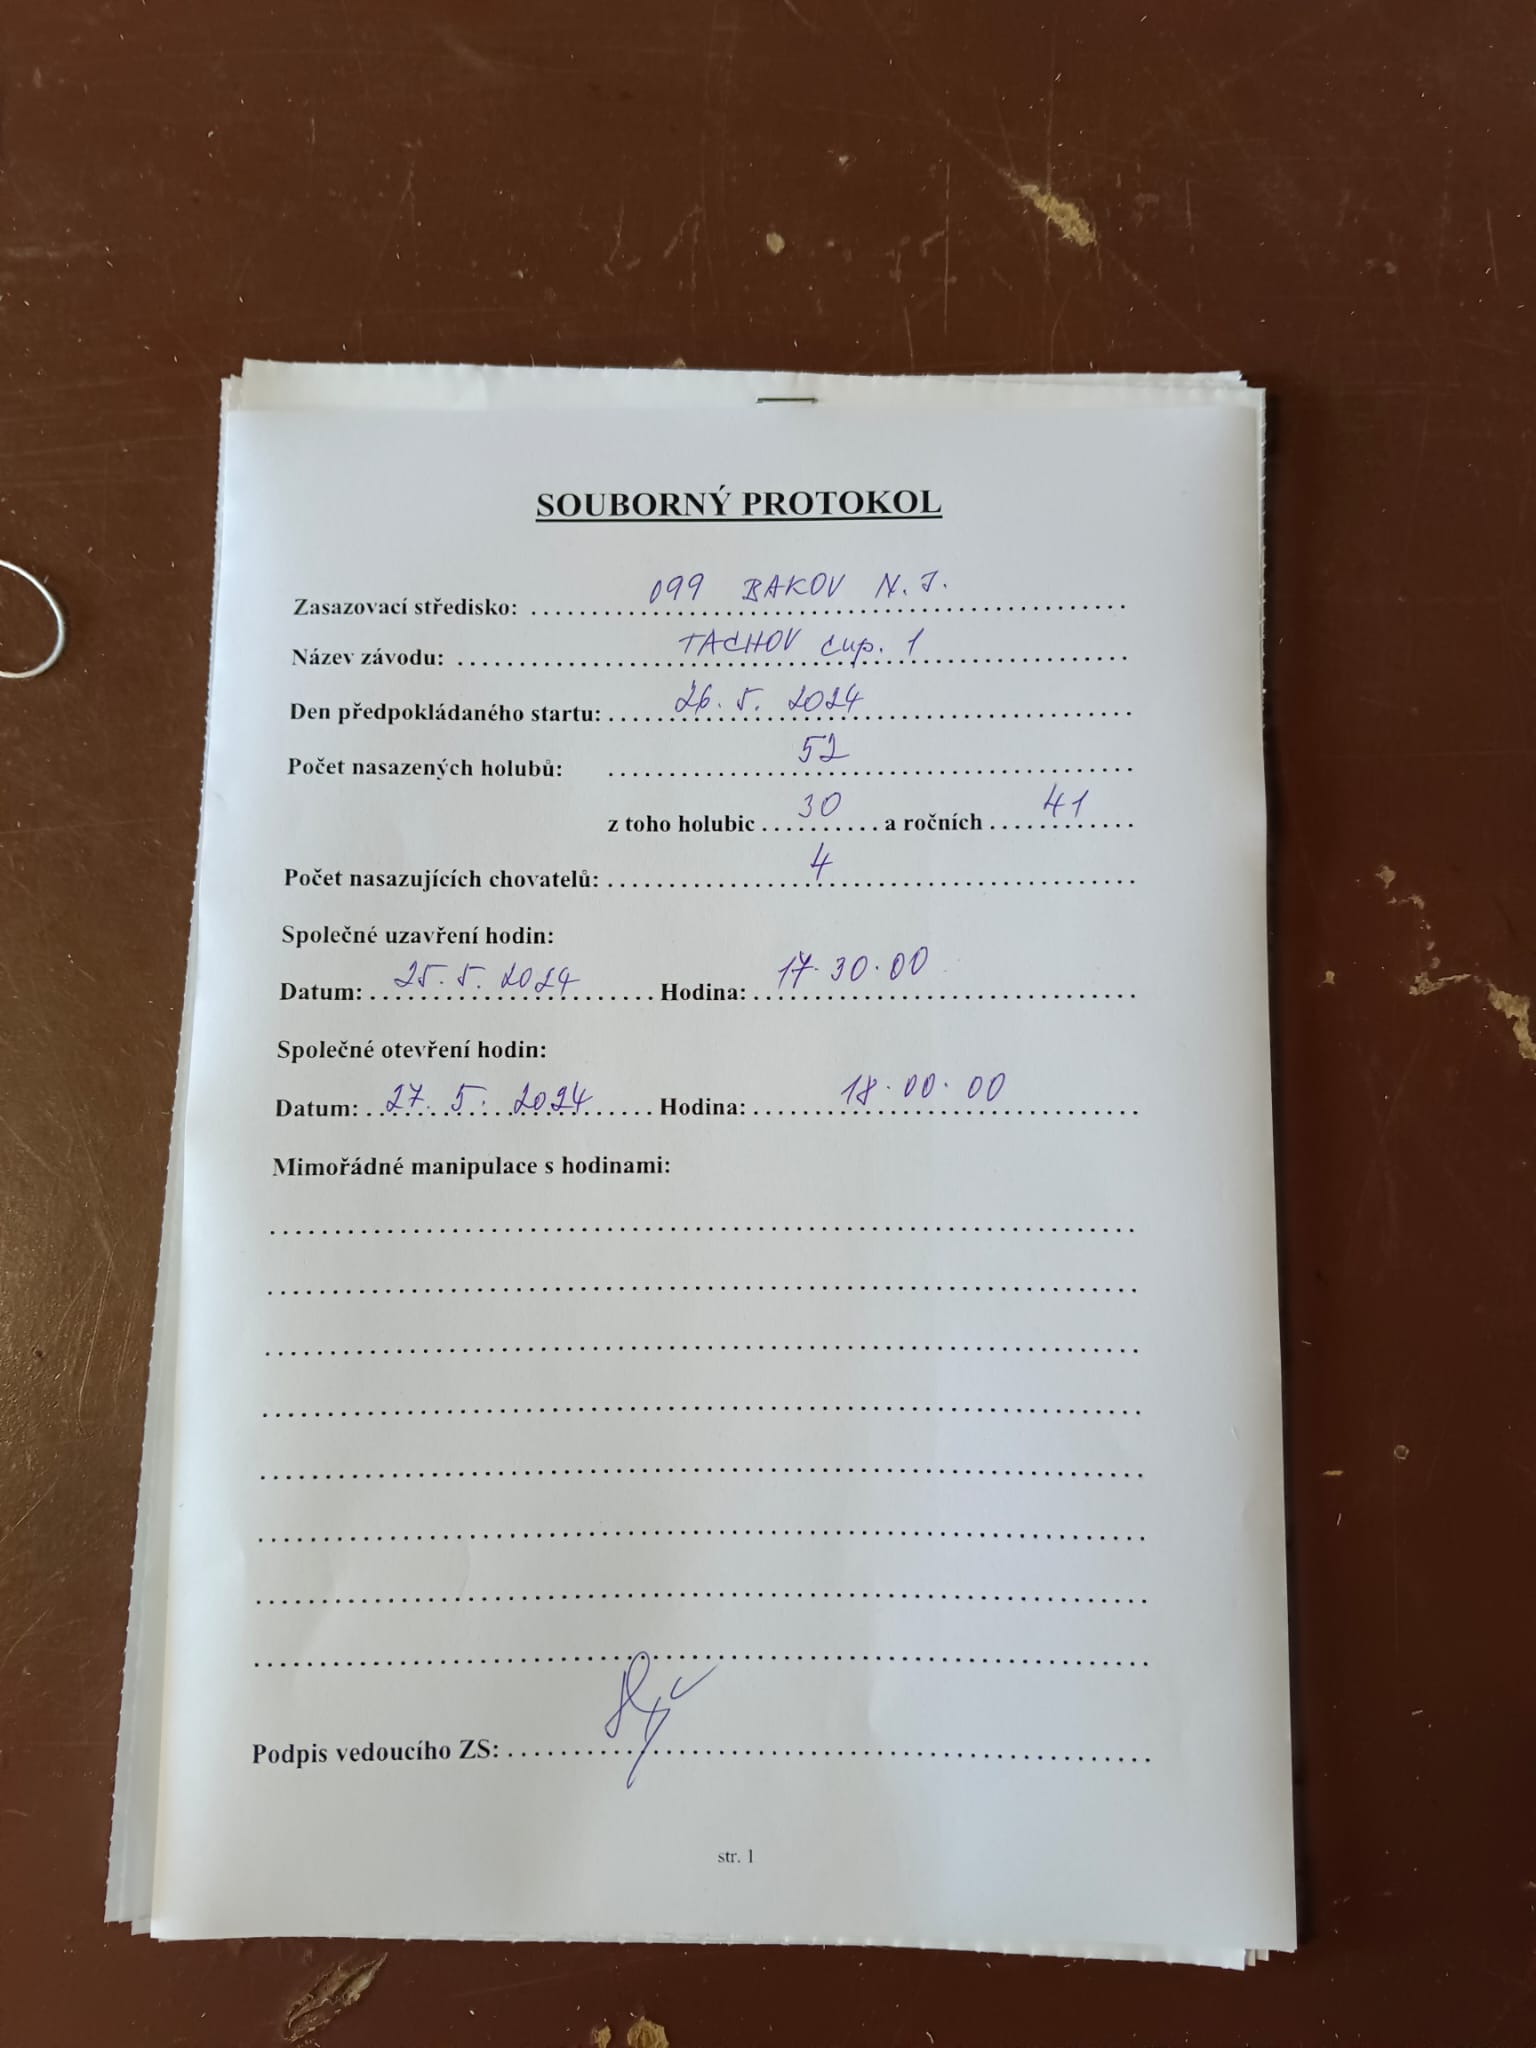 SOUBORNÝ PROTOKOL
Zasazovací středisko: 099 BAKOV N. J.
Název závodu: TACHOV cup. 1
Den předpokládaného startu: 26. 5. 2024
Počet nasazených holubů: 52
z toho holubic 30 a ročních 41
Počet nasazujících chovatelů: 4
Společné uzavření hodin:
Datum: 25. 5. 2024 Hodina: 17.30.00
Společné otevření hodin:
Datum: 27. 5. 2024 Hodina: 18.00.00
Mimořádné manipulace s hodinami:
Podpis vedoucího ZS:
str. 1